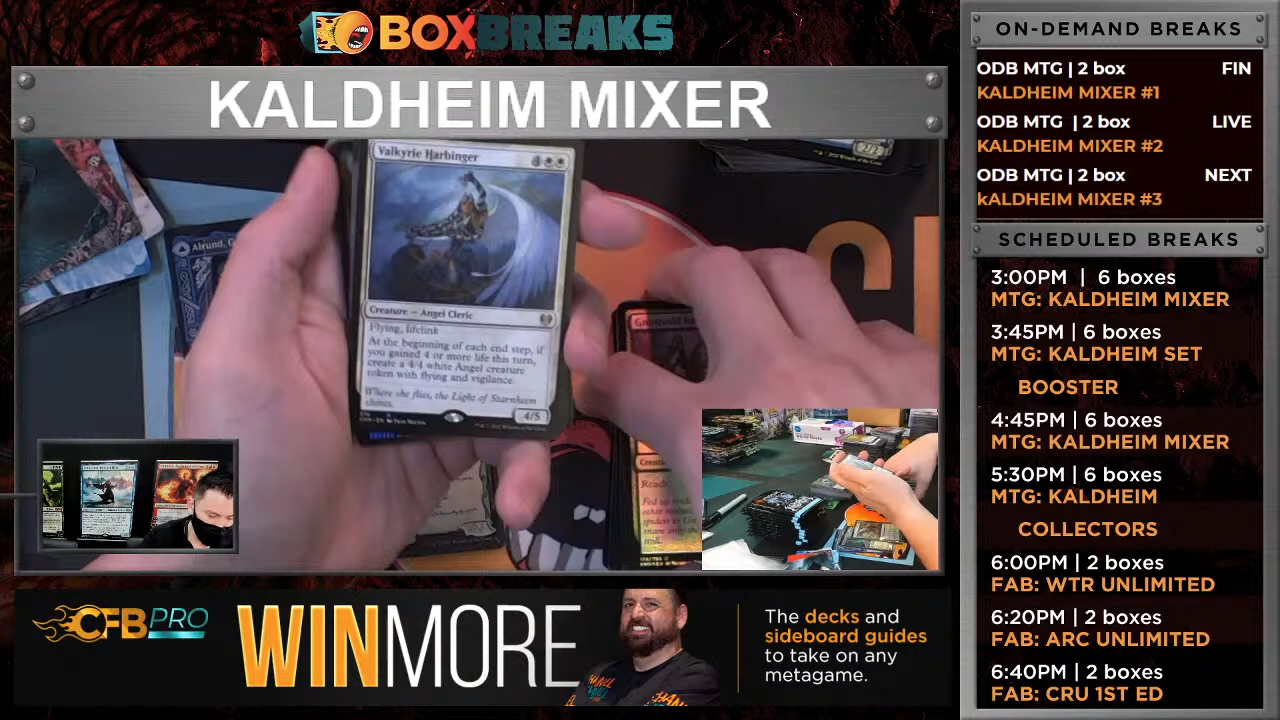 BOXBREAKS
KALDHEIM MIXER
Valkyrie Harbinger
4
Creature — Angel Cleric
Flying, lifelink
At the beginning of each end step, if
you gained 4 or more life this turn,
create a 4/4 white Angel creature
token with flying and vigilance.
Where she flies, the Light of Starnheim
shines.
4/5
Alrund, G
2/2
Reach
CFBPRO
WINMORE
The decks and
sideboard guides
to take on any
metagame.
ON-DEMAND BREAKS
ODB MTG | 2 box FIN
KALDHEIM MIXER #1
ODB MTG | 2 box LIVE
KALDHEIM MIXER #2
ODB MTG | 2 box NEXT
kALDHEIM MIXER #3
SCHEDULED BREAKS
3:00PM | 6 boxes
MTG: KALDHEIM MIXER
3:45PM | 6 boxes
MTG: KALDHEIM SET
BOOSTER
4:45PM | 6 boxes
MTG: KALDHEIM MIXER
5:30PM | 6 boxes
MTG: KALDHEIM
COLLECTORS
6:00PM | 2 boxes
FAB: WTR UNLIMITED
6:20PM | 2 boxes
FAB: ARC UNLIMITED
6:40PM | 2 boxes
FAB: CRU 1ST ED